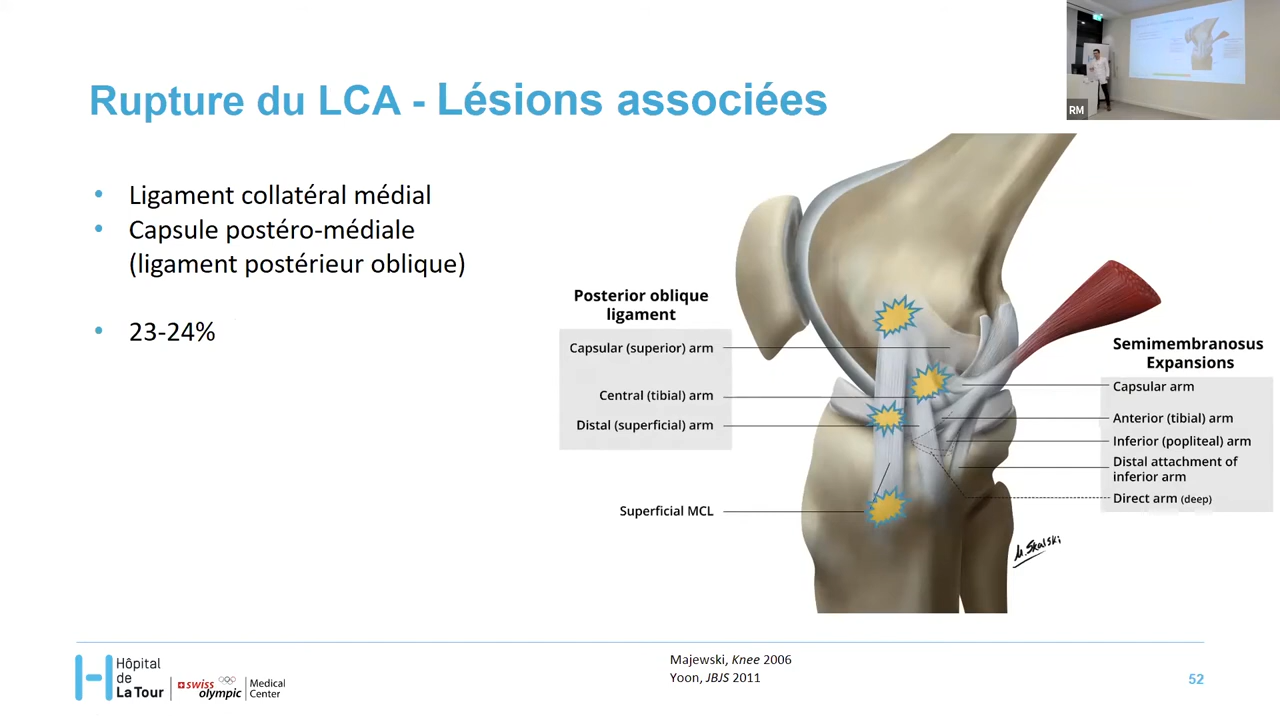 RM
Rupture du LCA - Lésions associées
• Ligament collatéral médial
• Capsule postéro-médiale
(ligament postérieur oblique)
• 23-24%
Posterior oblique
ligament
Capsular (superior) arm
Central (tibial) arm
Distal (superficial) arm
Superficial MCL
Semimembranosus
Expansions
Capsular arm
Anterior (tibial) arm
Inferior (popliteal) arm
Distal attachment of
inferior arm
Direct arm (deep)
M. Skalski
Majewski, Knee 2006
Yoon, JBJS 2011
Hôpital
de
La Tour
swiss
olympic
Medical
Center
52